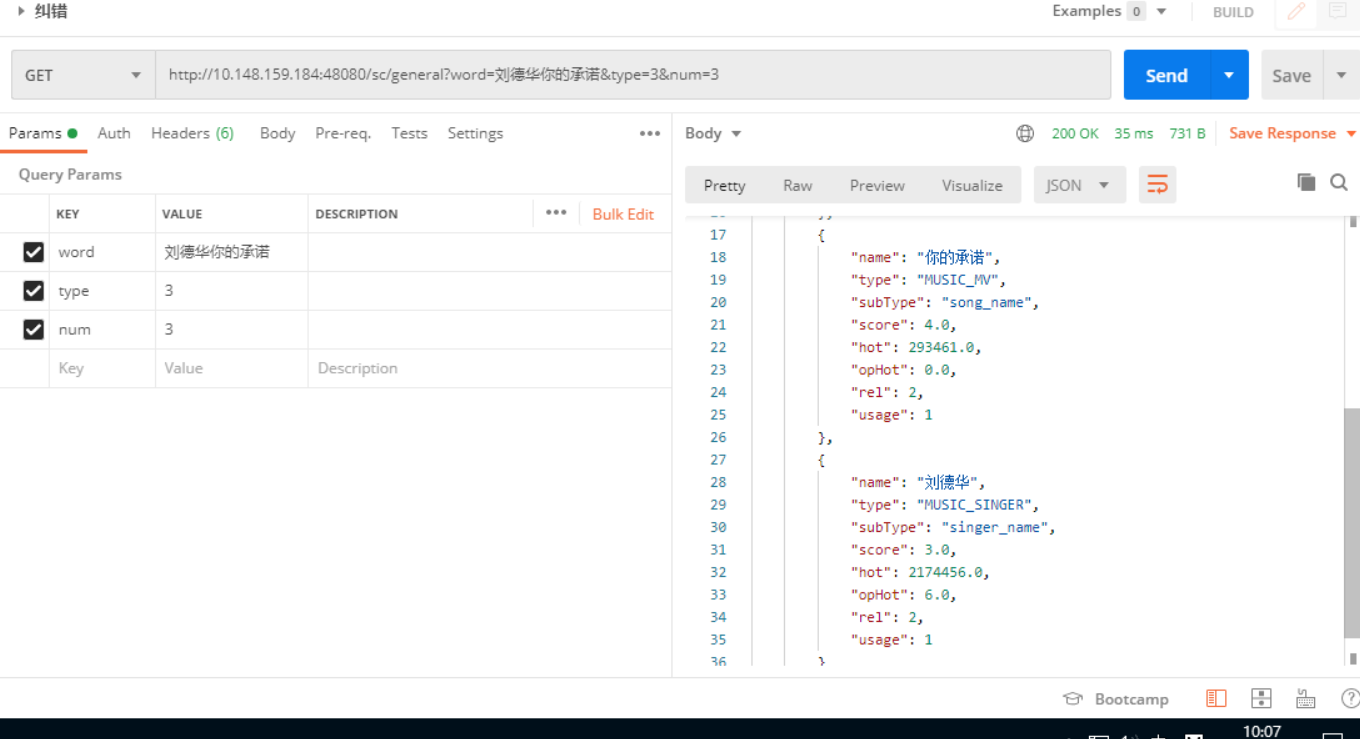 纠错
Examples 0
BUILD
GET
http://10.148.159.184:48080/sc/general?word=刘德华你的承诺&type=3&num=3
Send
Save
Params
Auth
Headers (6)
Body
Pre-req.
Tests
Settings
•••
Query Params
KEY VALUE DESCRIPTION ••• Bulk Edit
word 刘德华你的承诺
type 3
num 3
Key Value Description
Body
200 OK 35 ms 731 B Save Response
Pretty Raw Preview Visualize JSON
17 {
18 "name": "你的承诺",
19 "type": "MUSIC_MV",
20 "subType": "song_name",
21 "score": 4.0,
22 "hot": 293461.0,
23 "opHot": 0.0,
24 "rel": 2,
25 "usage": 1
26 },
27 {
28 "name": "刘德华",
29 "type": "MUSIC_SINGER",
30 "subType": "singer_name",
31 "score": 3.0,
32 "hot": 2174456.0,
33 "opHot": 6.0,
34 "rel": 2,
35 "usage": 1
36 }
Bootcamp
10:07